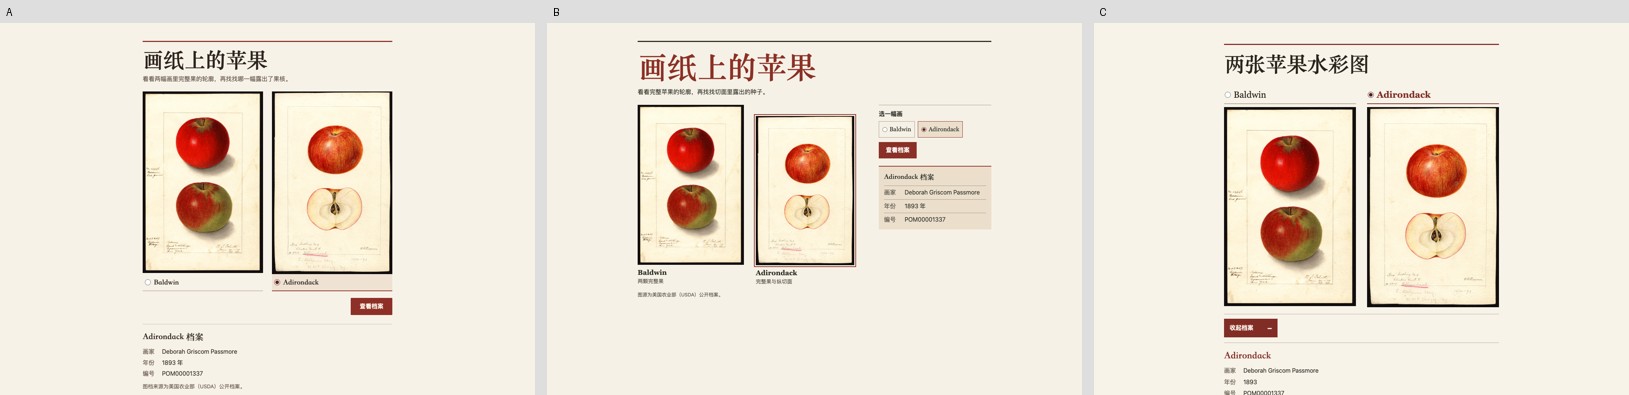 A
画纸上的苹果
看看两幅画里完整果的轮廓，再找找哪一幅露出了果核。
Baldwin
Adirondack
查看档案
Adirondack 档案
画家 Deborah Griscom Passmore
年份 1893 年
编号 POM00001337
图档来源为美国农业部（USDA）公开档案。
B
画纸上的苹果
看看完整苹果的轮廓，再找找切面里露出的种子。
Baldwin
两颗完整果
Adirondack
完整果与纵切面
图源为美国农业部（USDA）公开档案。
选一幅画
Baldwin
Adirondack
查看档案
Adirondack 档案
画家 Deborah Griscom Passmore
年份 1893 年
编号 POM00001337
C
两张苹果水彩图
Baldwin
Adirondack
收起档案 –
Adirondack
画家 Deborah Griscom Passmore
年份 1893
编号 POM00001337